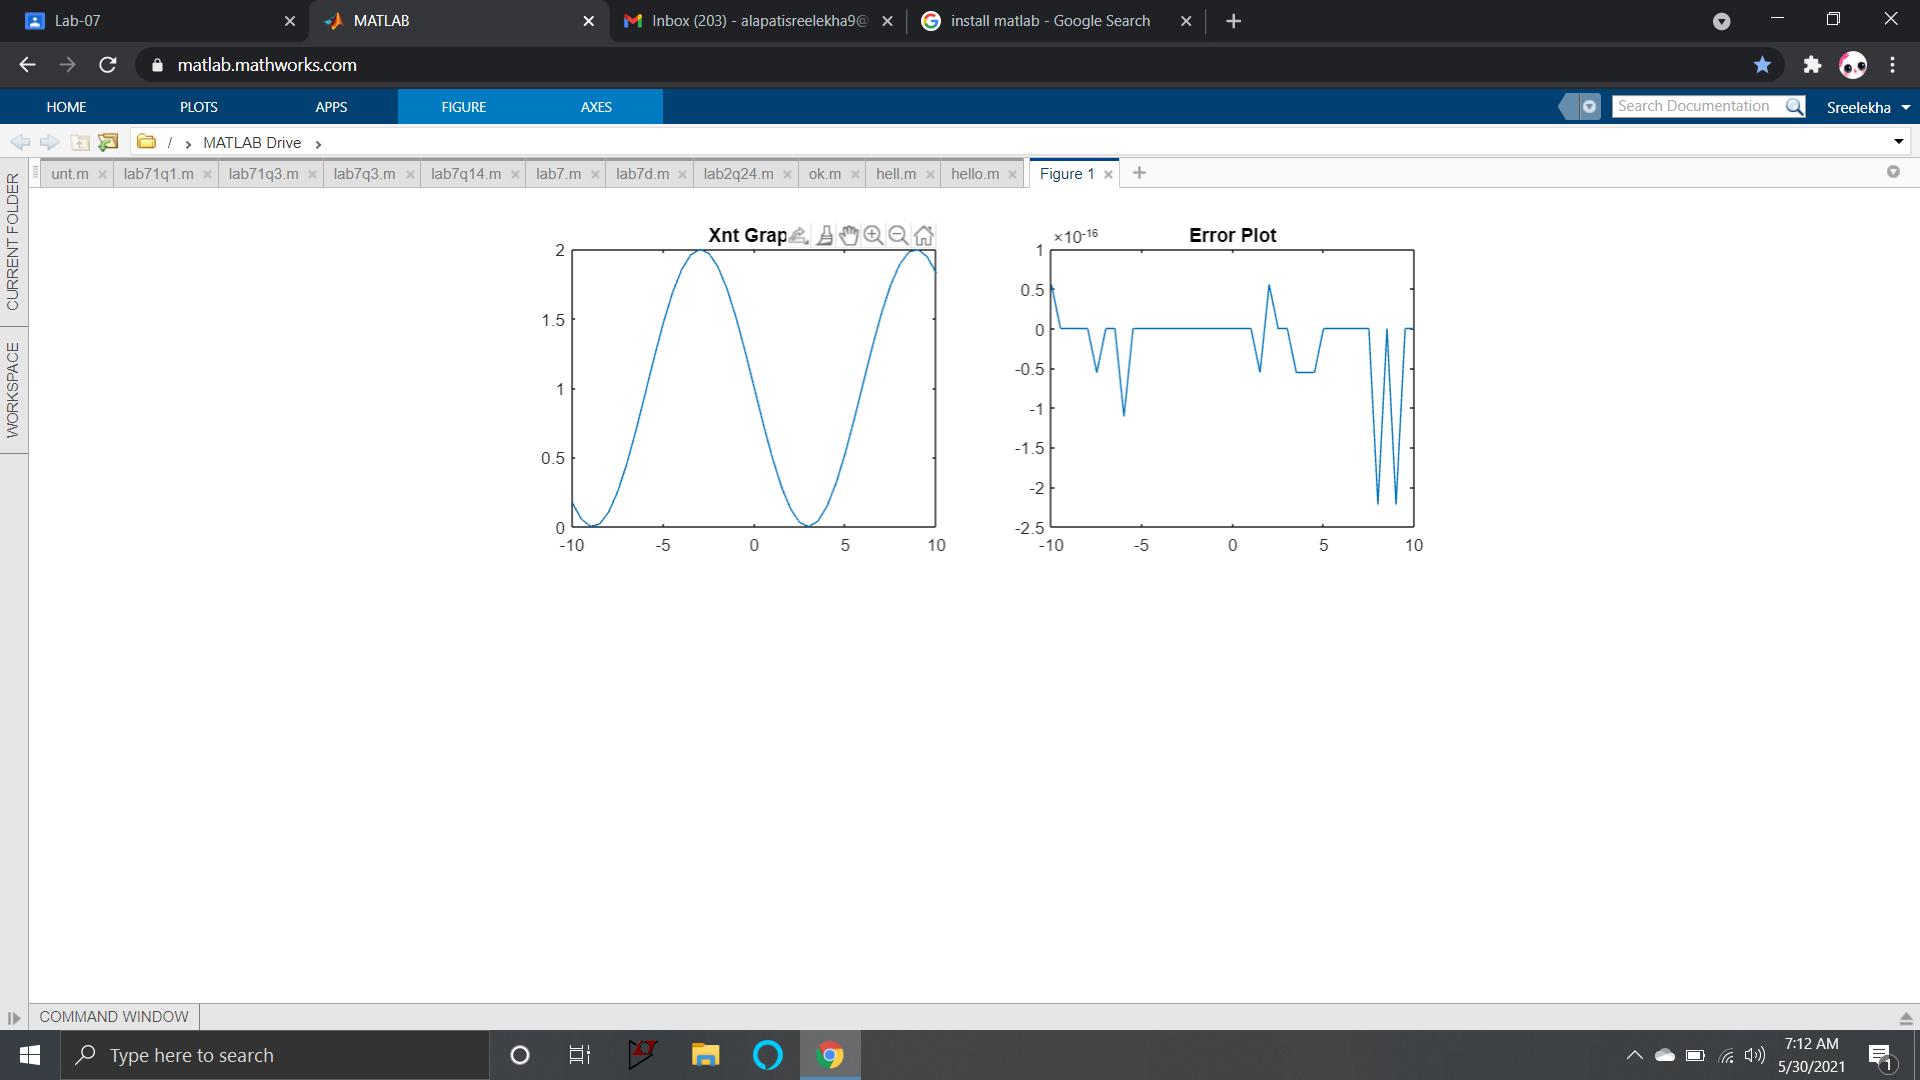 Lab-07
MATLAB
Inbox (203) - alapatisreelekha9@
install matlab - Google Search
matlab.mathworks.com
HOME PLOTS APPS FIGURE AXES
Search Documentation
Sreelekha
/ › MATLAB Drive ›
unt.m lab71q1.m lab71q3.m lab7q3.m lab7q14.m lab7.m lab7d.m lab2q24.m ok.m hell.m hello.m Figure 1
CURRENT FOLDER
WORKSPACE
Xnt Grap
2
1.5
1
0.5
0
-10 -5 0 5 10
×10-16
Error Plot
1
0.5
0
-0.5
-1
-1.5
-2
-2.5
-10 -5 0 5 10
COMMAND WINDOW
Type here to search
7:12 AM
5/30/2021
1